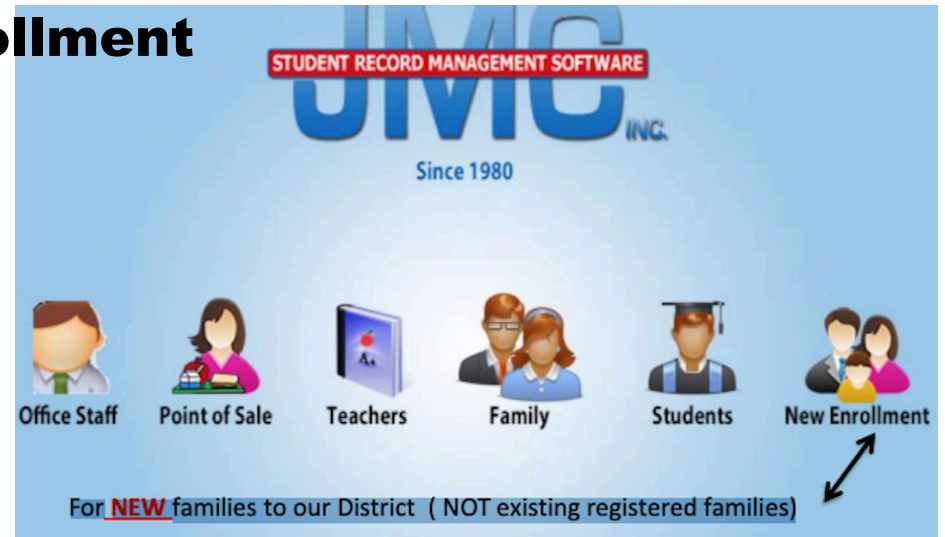 ollment
JMC
STUDENT RECORD MANAGEMENT SOFTWARE
INC.
Since 1980
A+
Office Staff Point of Sale Teachers Family Students New Enrollment
For NEW families to our District ( NOT existing registered families)